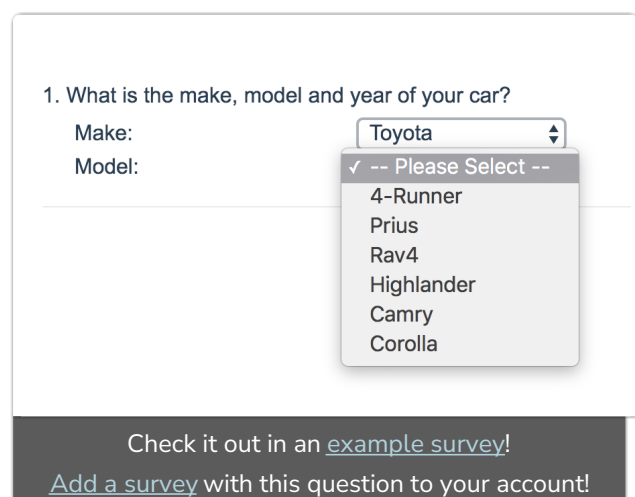 1. What is the make, model and year of your car?
Make: Toyota
Model: ✓ -- Please Select --
4-Runner
Prius
Rav4
Highlander
Camry
Corolla
Check it out in an example survey!
Add a survey with this question to your account!